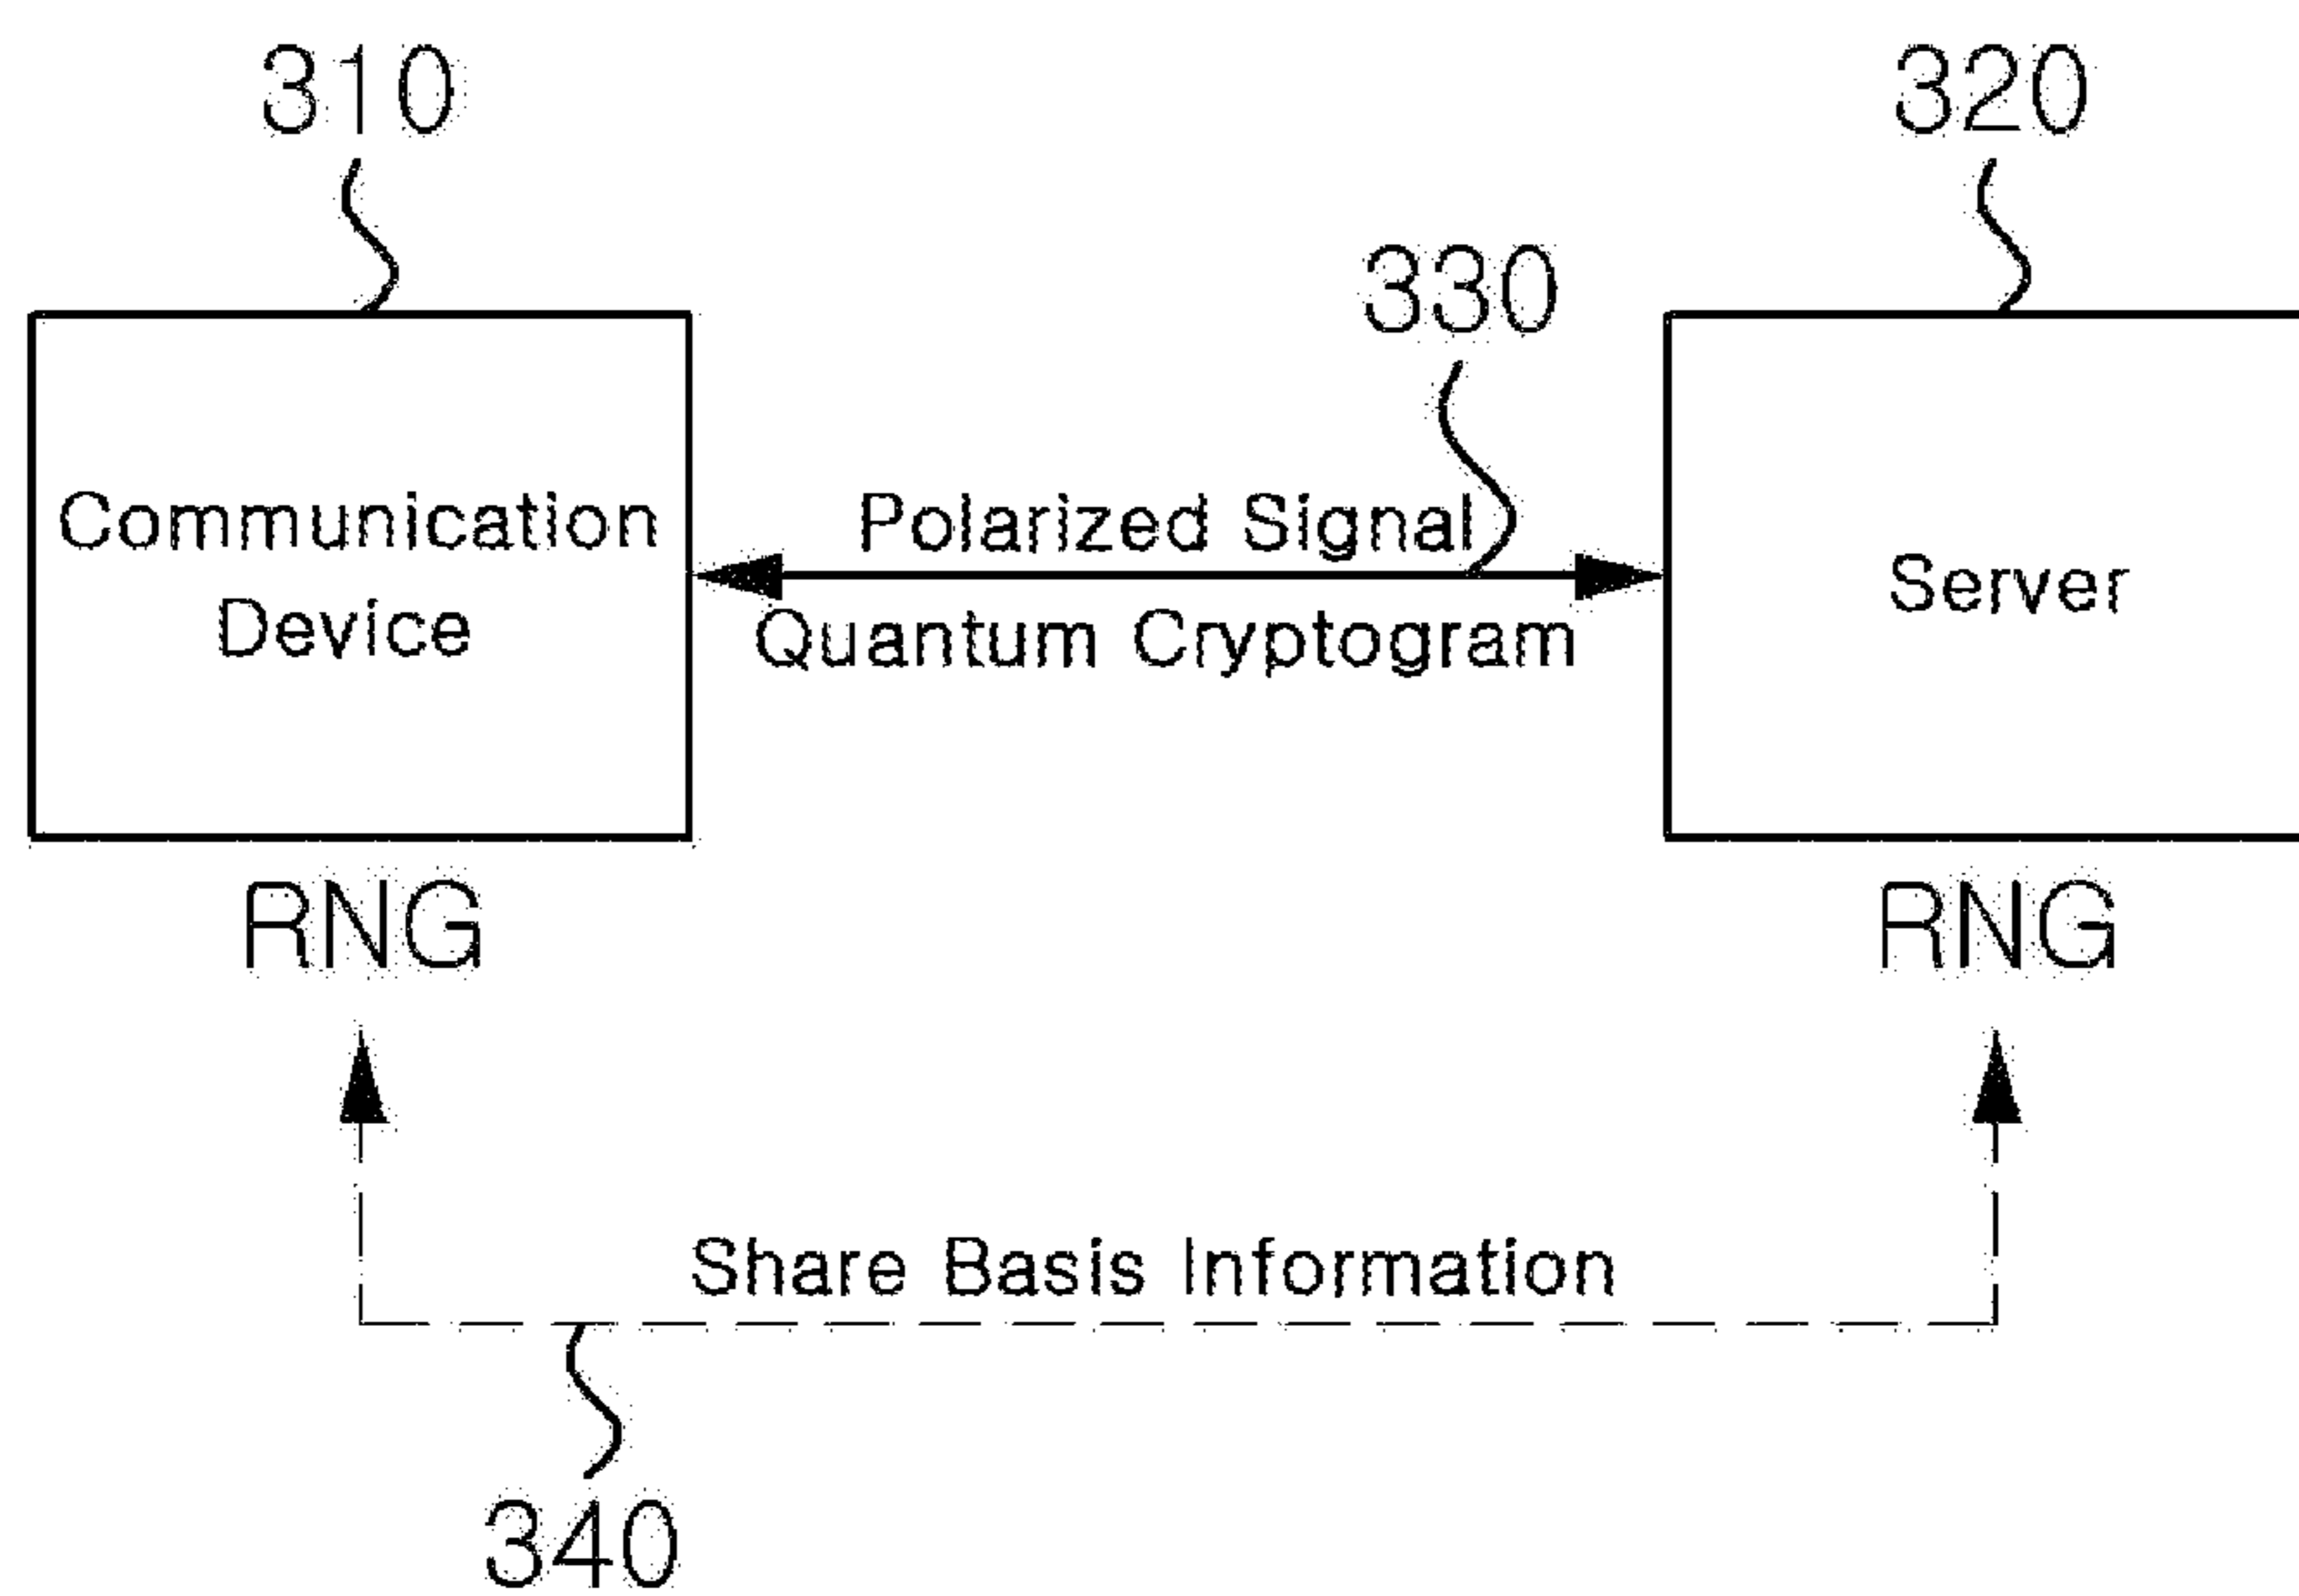 310
320
330
Communication
Device
Polarized Signal
Quantum Cryptogram
Server
RNG
RNG
Share Basis Information
340